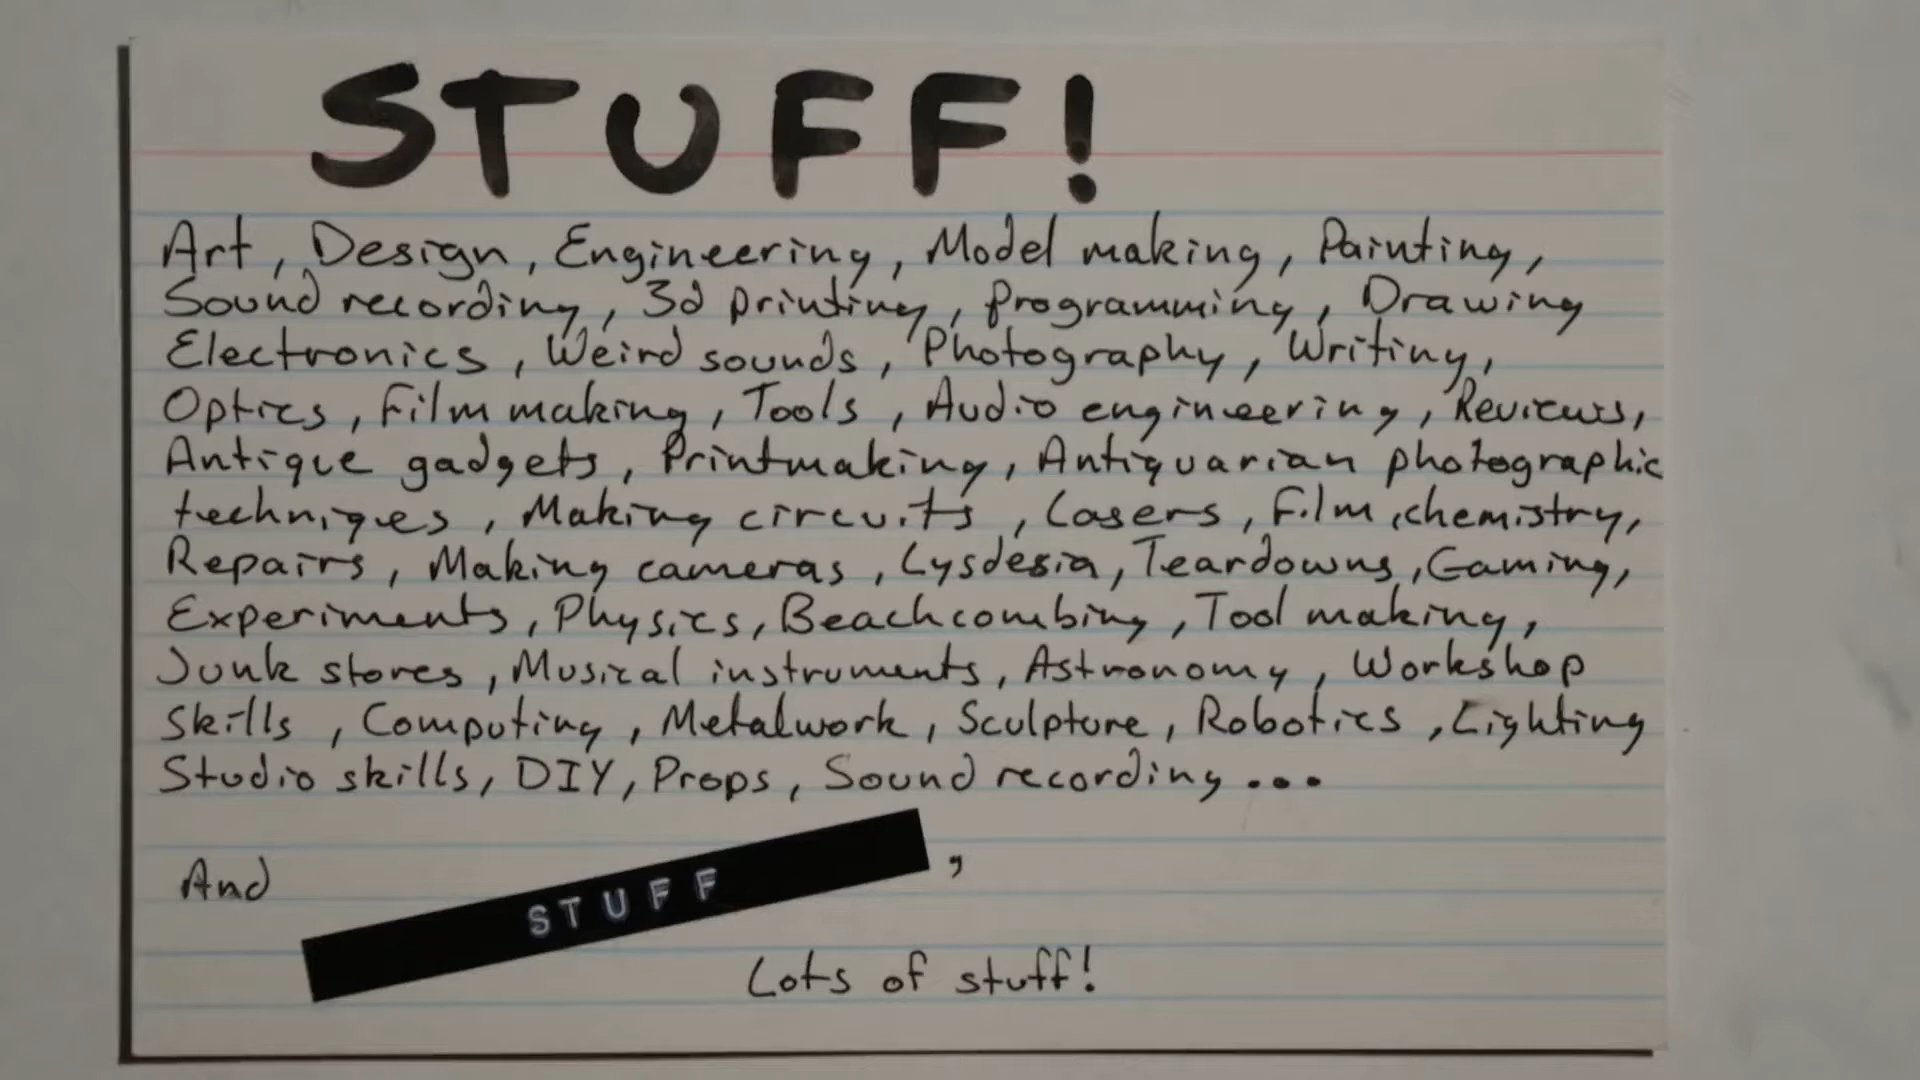 STUFF!
Art, Design, Engineering, Model making, Painting,
Sound recording, 3d printing, Programming, Drawing
Electronics, Weird sounds, Photography, Writing,
Optics, Film making, Tools, Audio engineering, Reviews,
Antique gadgets, Printmaking, Antiquarian photographic
techniques, Making circuits, Lasers, Film chemistry,
Repairs, Making cameras, Lysdexia, Teardowns, Gaming,
Experiments, Physics, Beachcombing, Tool making,
Junk stores, Musical instruments, Astronomy, Workshop
Skills, Computing, Metalwork, Sculpture, Robotics, Lighting
Studio skills, DIY, Props, Sound recording...
And STUFF,
Lots of stuff!